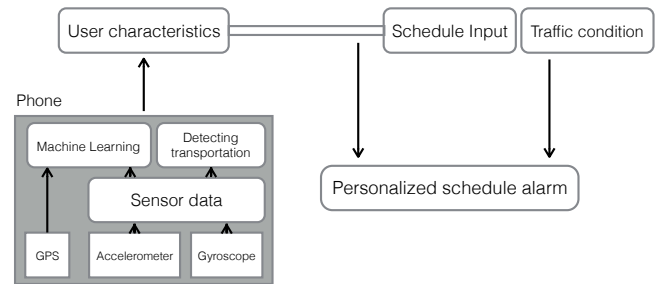 User characteristics
Schedule Input
Traffic condition
Phone
Machine Learning
Detecting
transportation
Sensor data
Personalized schedule alarm
GPS
Accelerometer
Gyroscope